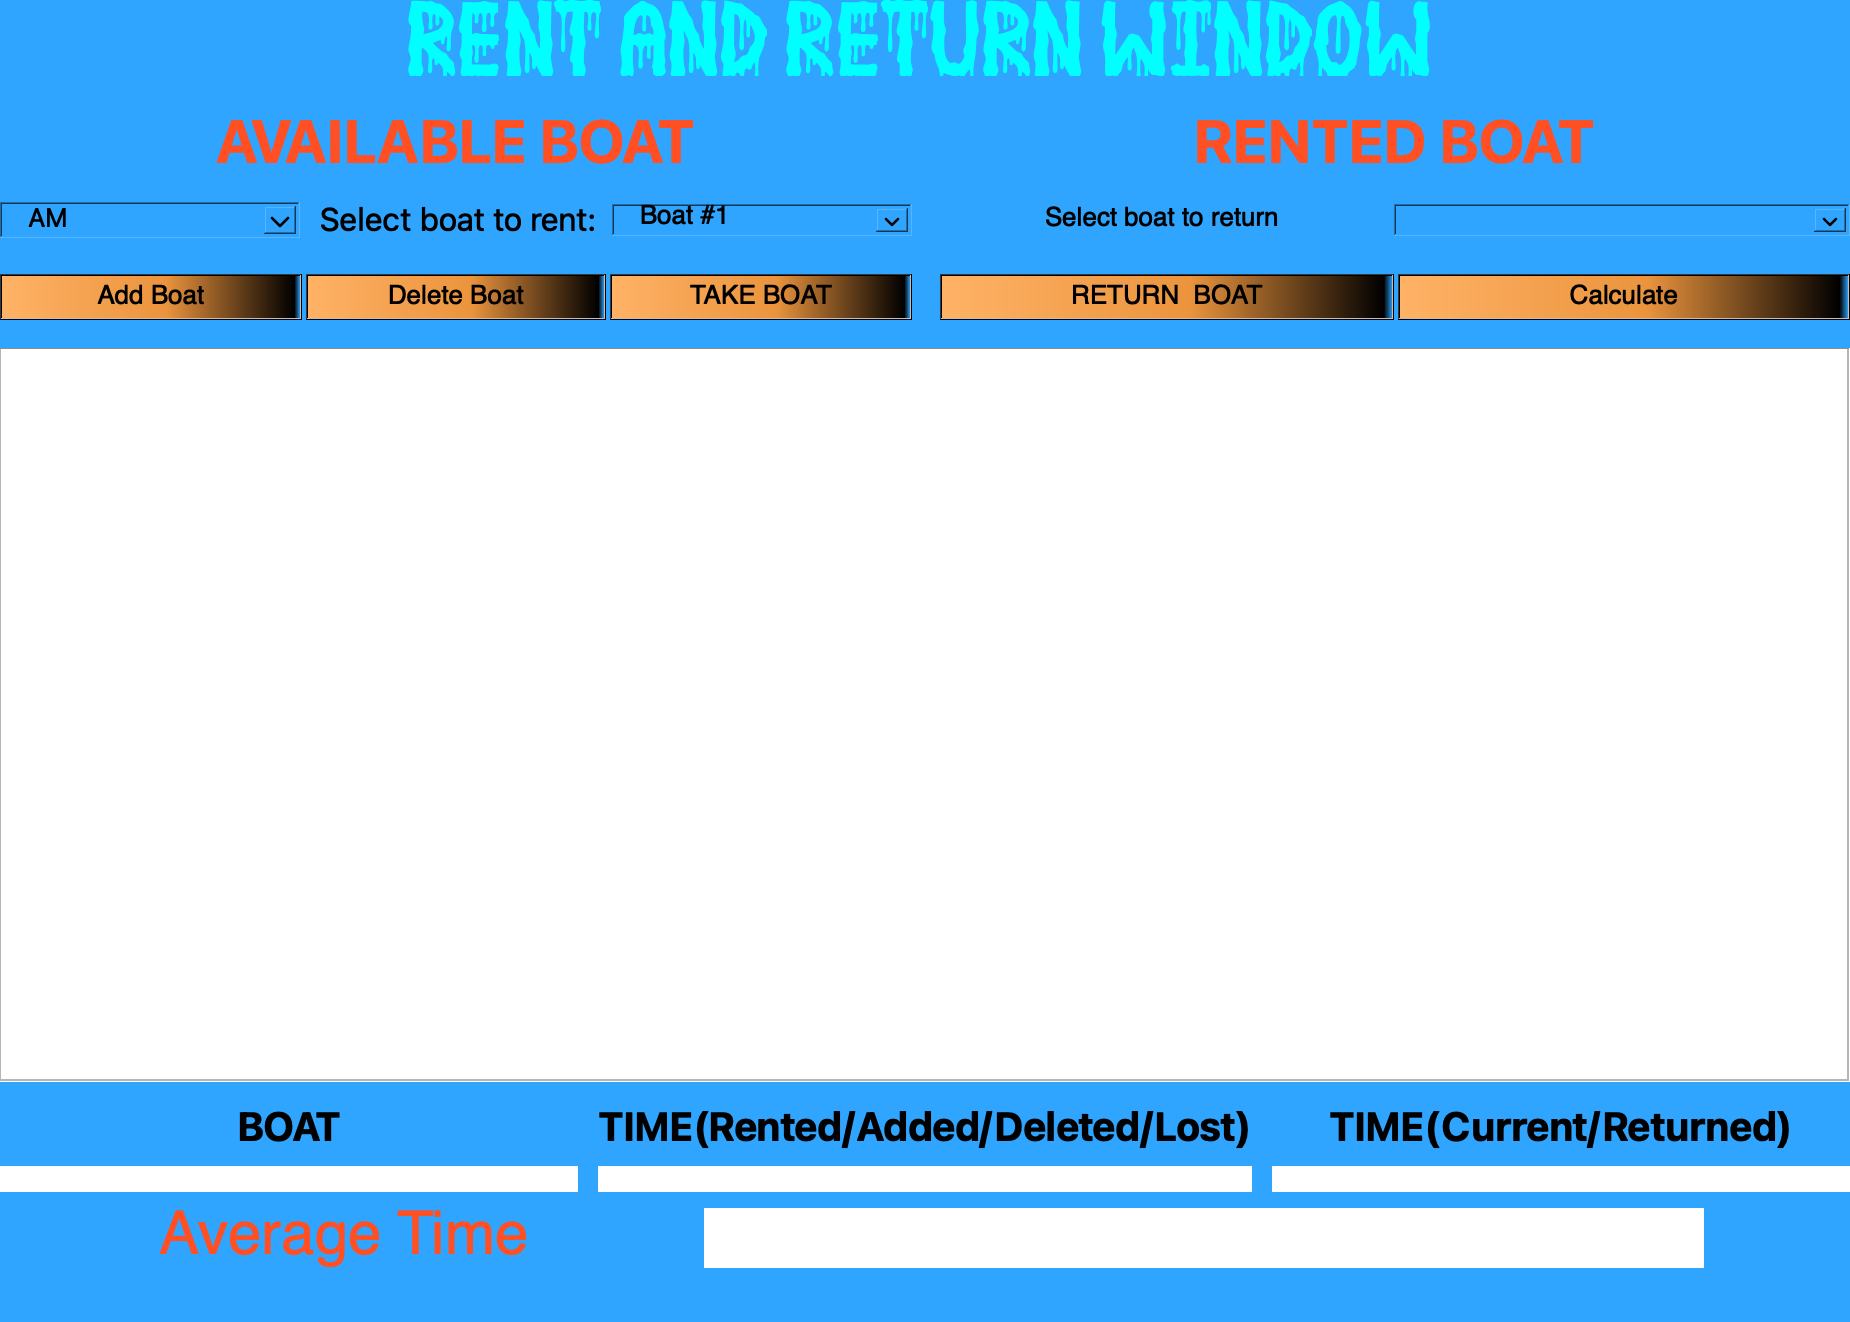 RENT AND RETURN WINDOW
AVAILABLE BOAT
RENTED BOAT
AM
Select boat to rent:
Boat #1
Select boat to return
Add Boat
Delete Boat
TAKE BOAT
RETURN  BOAT
Calculate
BOAT
TIME(Rented/Added/Deleted/Lost)
TIME(Current/Returned)
Average Time